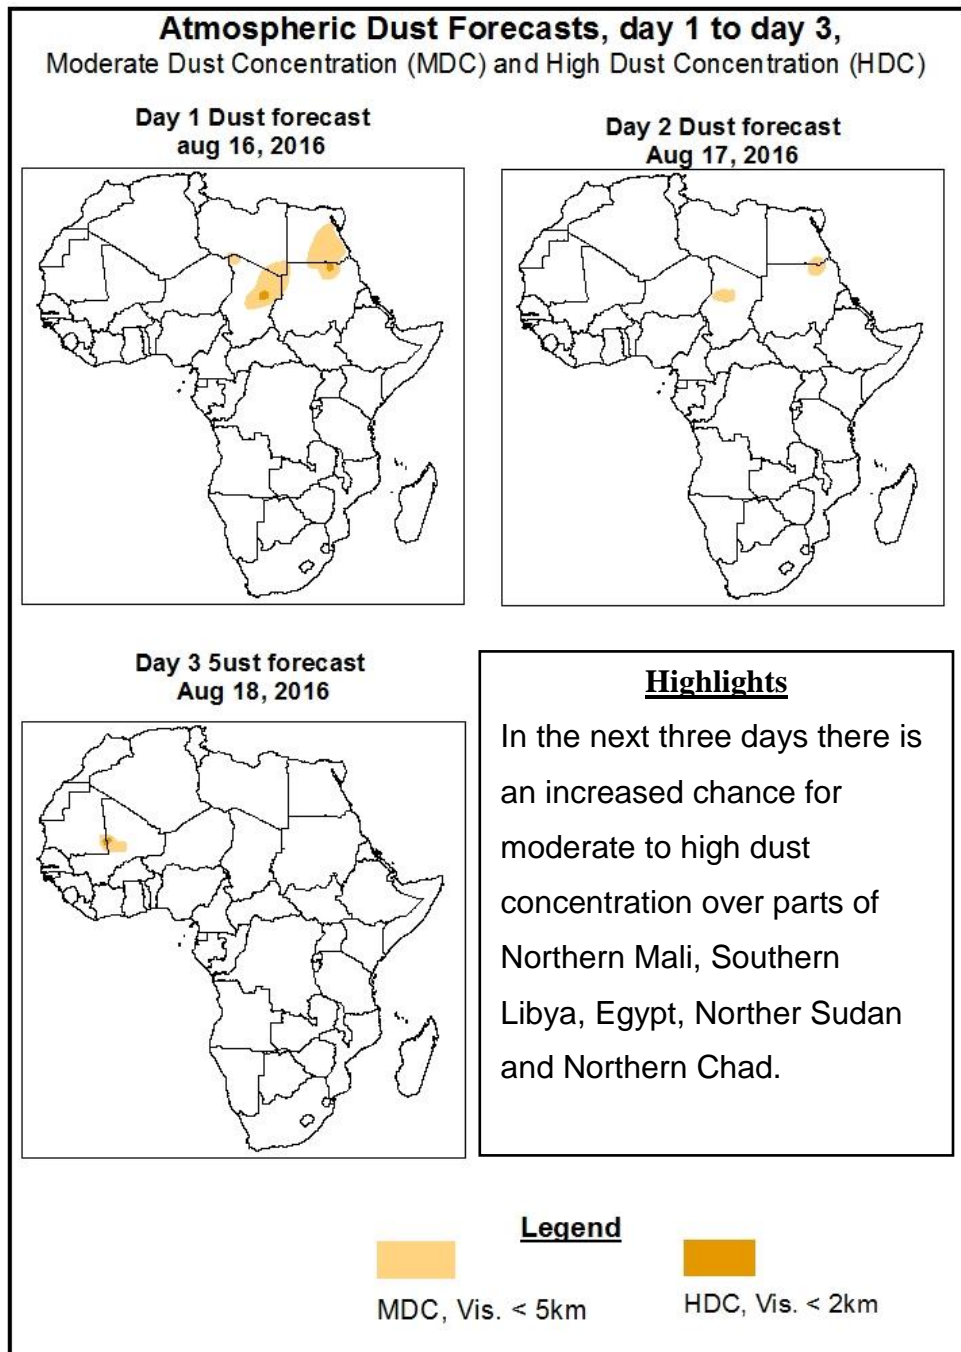 Atmospheric Dust Forecasts, day 1 to day 3,
Moderate Dust Concentration (MDC) and High Dust Concentration (HDC)
Day 1 Dust forecast
aug 16, 2016
Day 2 Dust forecast
Aug 17, 2016
Day 3 5ust forecast
Aug 18, 2016
Highlights
In the next three days there is
an increased chance for
moderate to high dust
concentration over parts of
Northern Mali, Southern
Libya, Egypt, Norther Sudan
and Northern Chad.
Legend
MDC, Vis. < 5km
HDC, Vis. < 2km